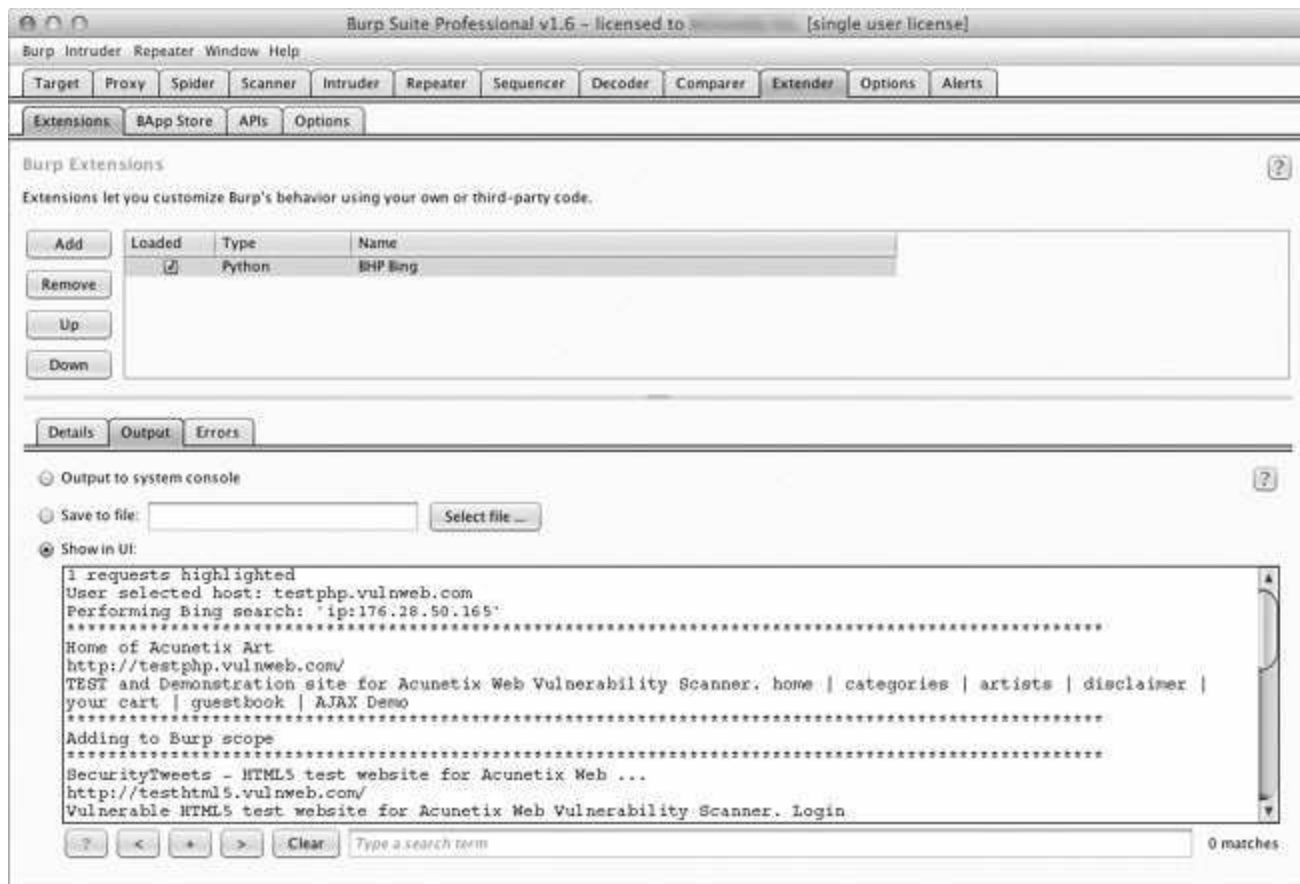 Burp Suite Professional v1.6 – licensed to [single user license]
Burp Intruder Repeater Window Help
Target Proxy Spider Scanner Intruder Repeater Sequencer Decoder Comparer Extender Options Alerts
Extensions BApp Store APIs Options
Burp Extensions
?
Extensions let you customize Burp's behavior using your own or third-party code.
Add Loaded Type Name
Python BHP Bing
Remove
Up
Down
Details Output Errors
Output to system console
?
Save to file: Select file ...
Show in UI:
1 requests highlighted
User selected host: testphp.vulnweb.com
Performing Bing search: 'ip:176.28.50.165'
****************************************************************************************************
Home of Acunetix Art
http://testphp.vulnweb.com/
TEST and Demonstration site for Acunetix Web Vulnerability Scanner. home | categories | artists | disclaimer |
your cart | guestbook | AJAX Demo
****************************************************************************************************
Adding to Burp scope
****************************************************************************************************
SecurityTweets - HTML5 test website for Acunetix Web ...
http://testhtml5.vulnweb.com/
Vulnerable HTML5 test website for Acunetix Web Vulnerability Scanner. Login
? < + > Clear Type a search term 0 matches